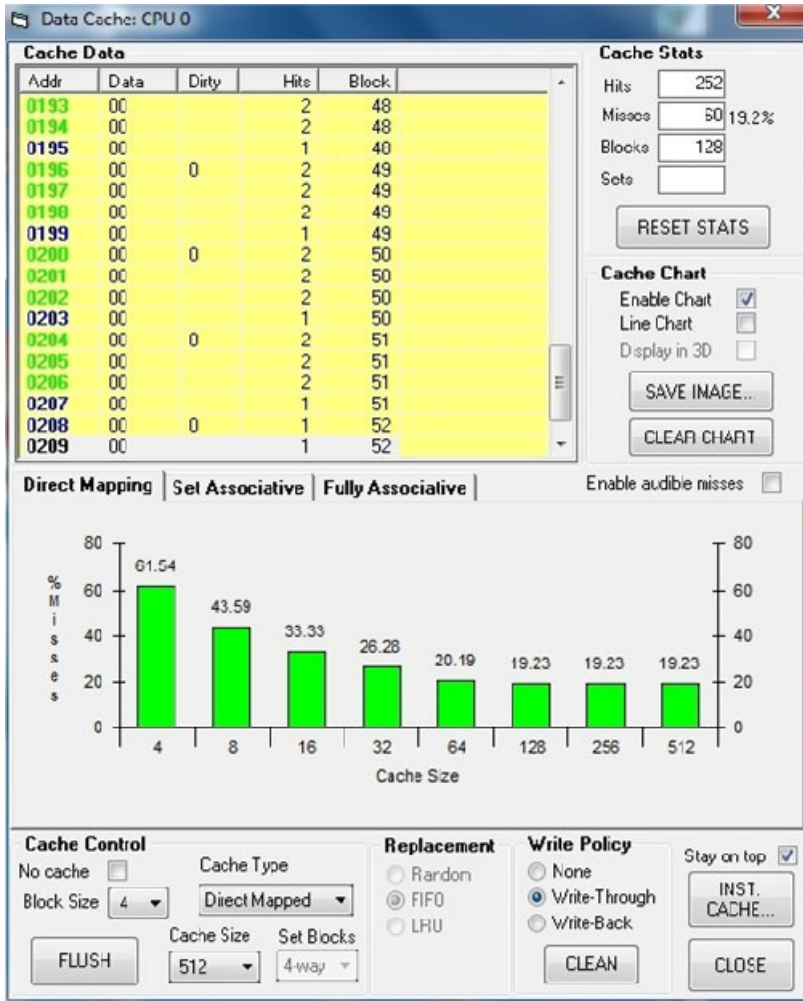 Data Cache: CPU 0
Cache Data
Addr Data Dirty Hits Block
0193 00 2 48
0194 00 2 48
0195 00 1 48
0196 00 0 2 49
0197 00 2 49
0198 00 2 49
0199 00 1 49
0200 00 0 2 50
0201 00 2 50
0202 00 2 50
0203 00 1 50
0204 00 0 2 51
0205 00 2 51
0206 00 2 51
0207 00 1 51
0208 00 0 1 52
0209 00 1 52
Cache Stats
Hits 252
Misses 60 19.2%
Blocks 128
Sets
RESET STATS
Cache Chart
Enable Chart
Line Chart
Display in 3D
SAVE IMAGE...
CLEAR CHART
Direct Mapping Set Associative Fully Associative
Enable audible misses
% Misses
80 80
60 60
40 40
20 20
0 0
61.54 43.59 33.33 26.28 20.19 19.23 19.23 19.23
4 8 16 32 64 128 256 512
Cache Size
Cache Control
No cache
Cache Type
Block Size 4
Direct Mapped
Cache Size Set Blocks
FLUSH 512 4-way
Replacement
Random
FIFO
LRU
Write Policy
None
Write-Through
Write-Back
CLEAN
Stay on top
INST.
CACHE...
CLOSE